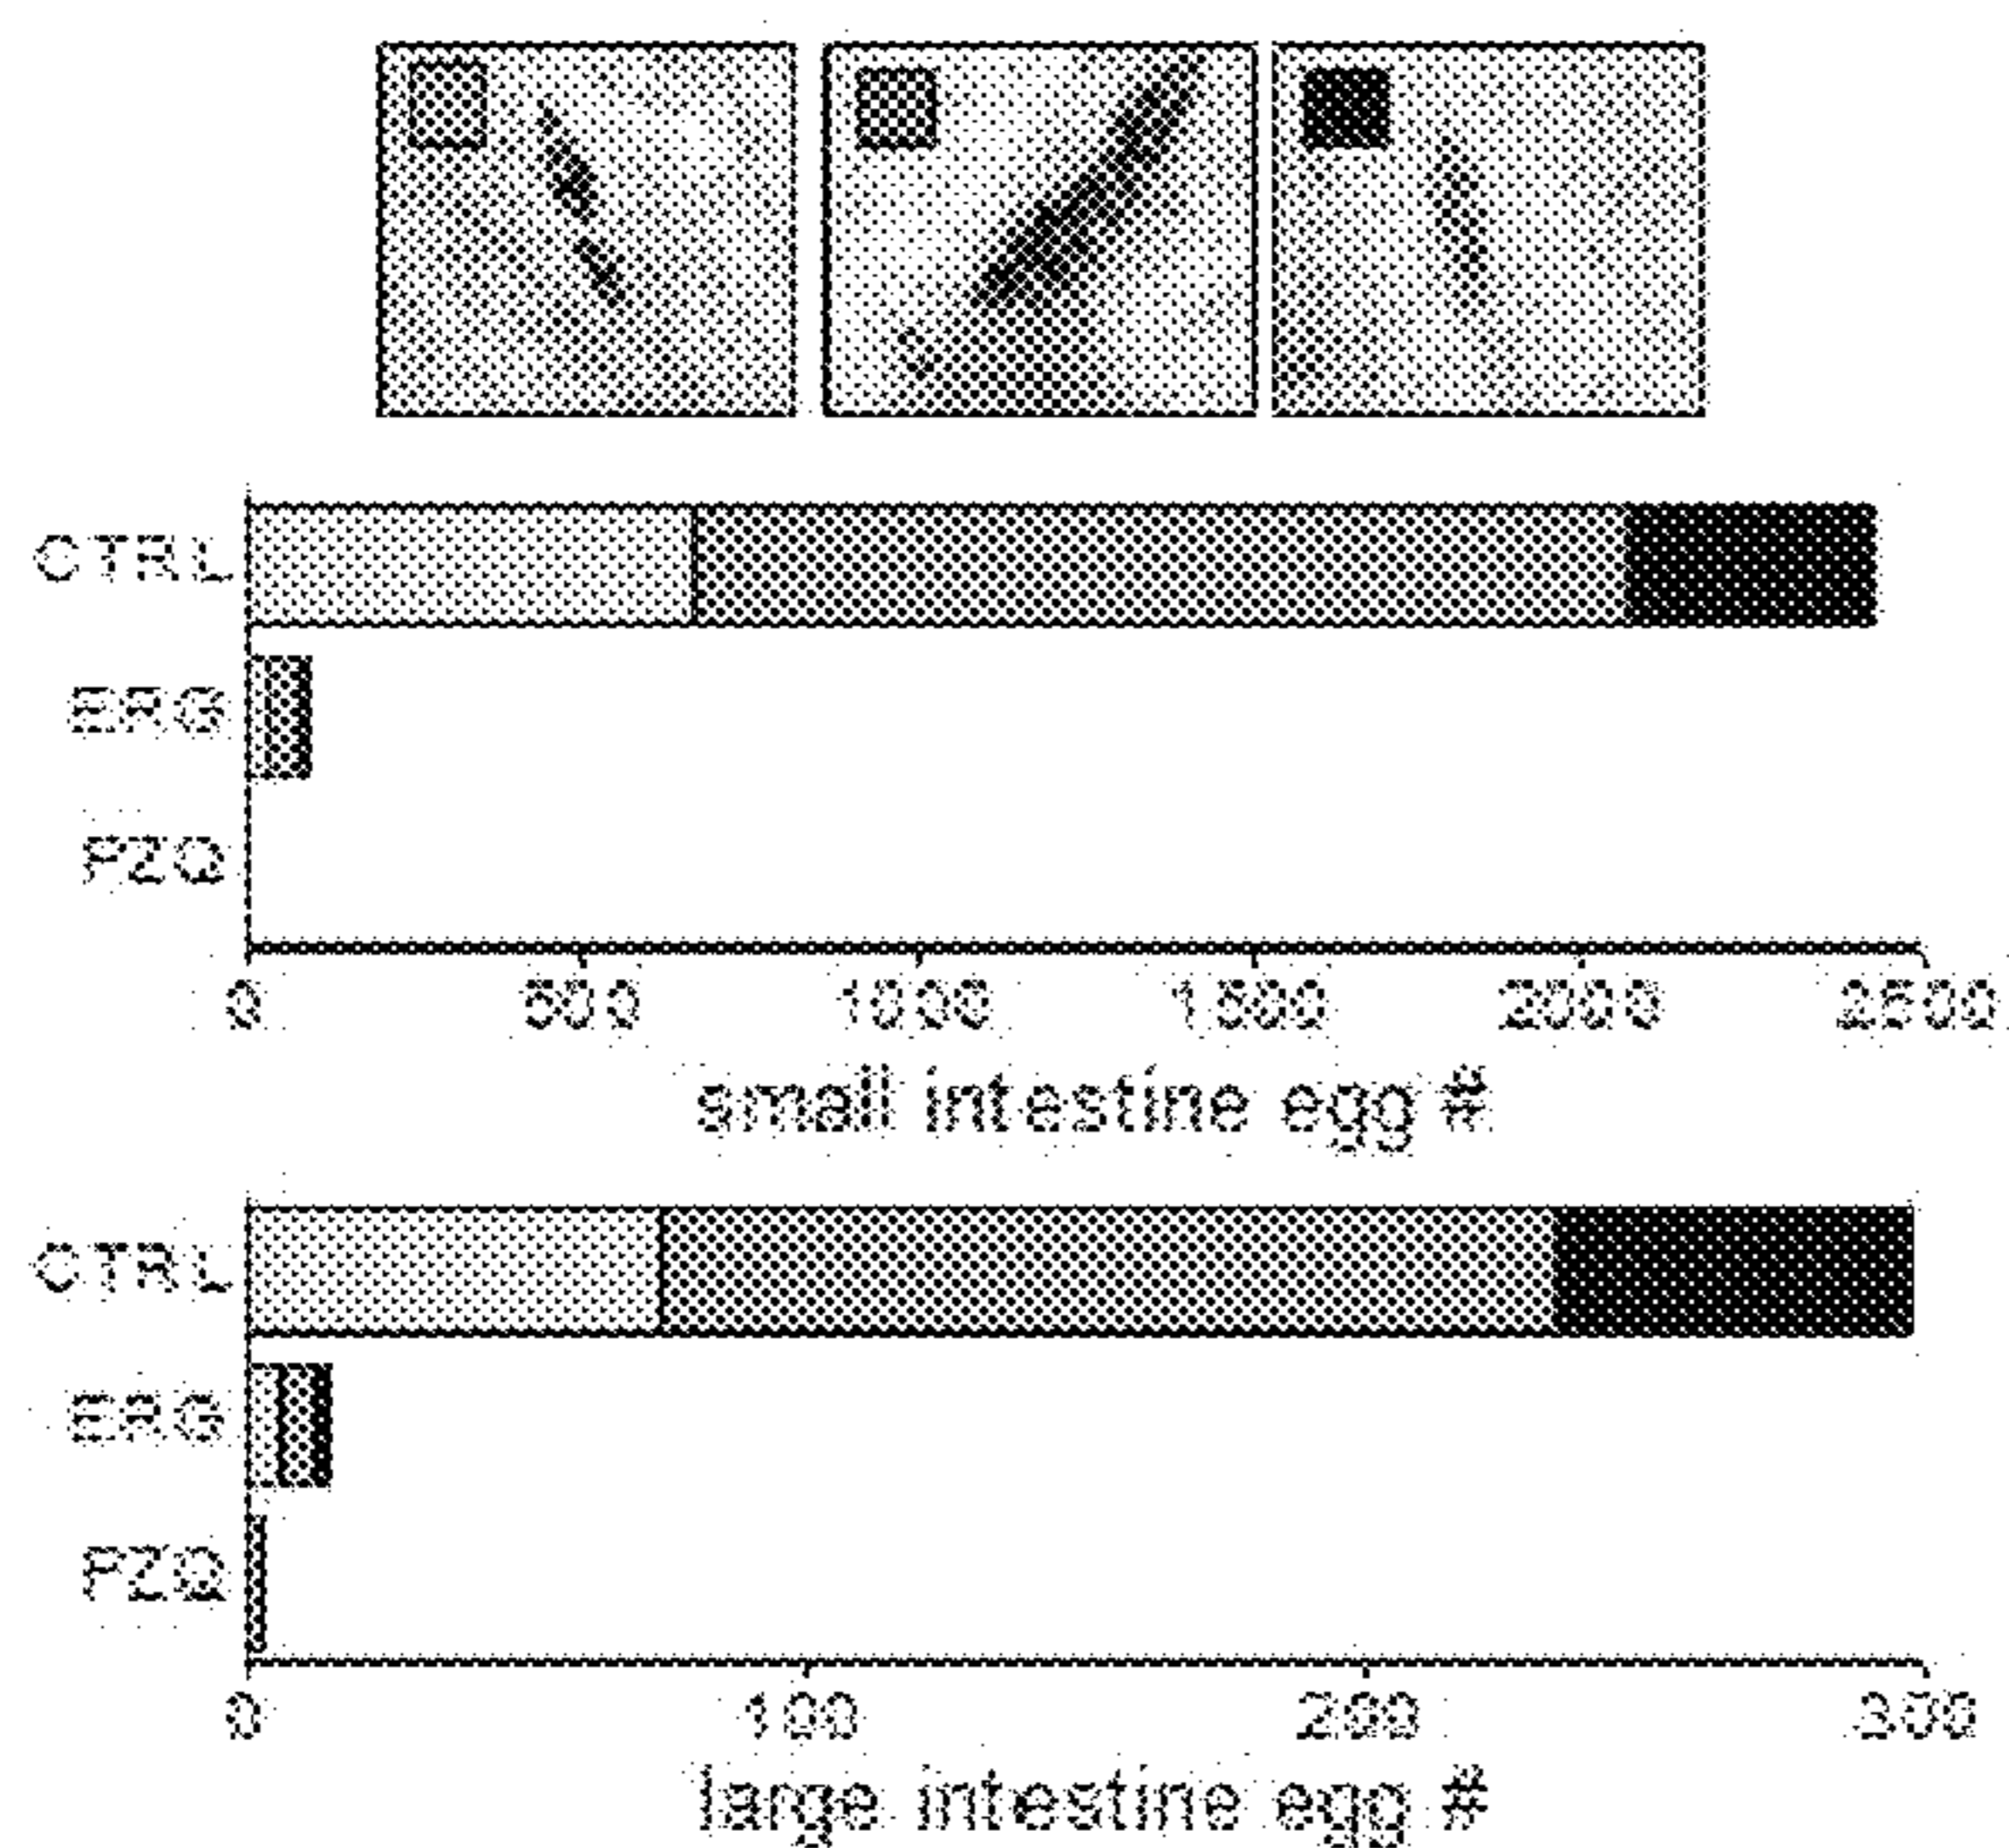 CTRL
ERG
PZQ
0 500 1000 1500 2000 2500
small intestine egg #
CTRL
ERG
PZQ
0 100 200 300
large intestine egg #